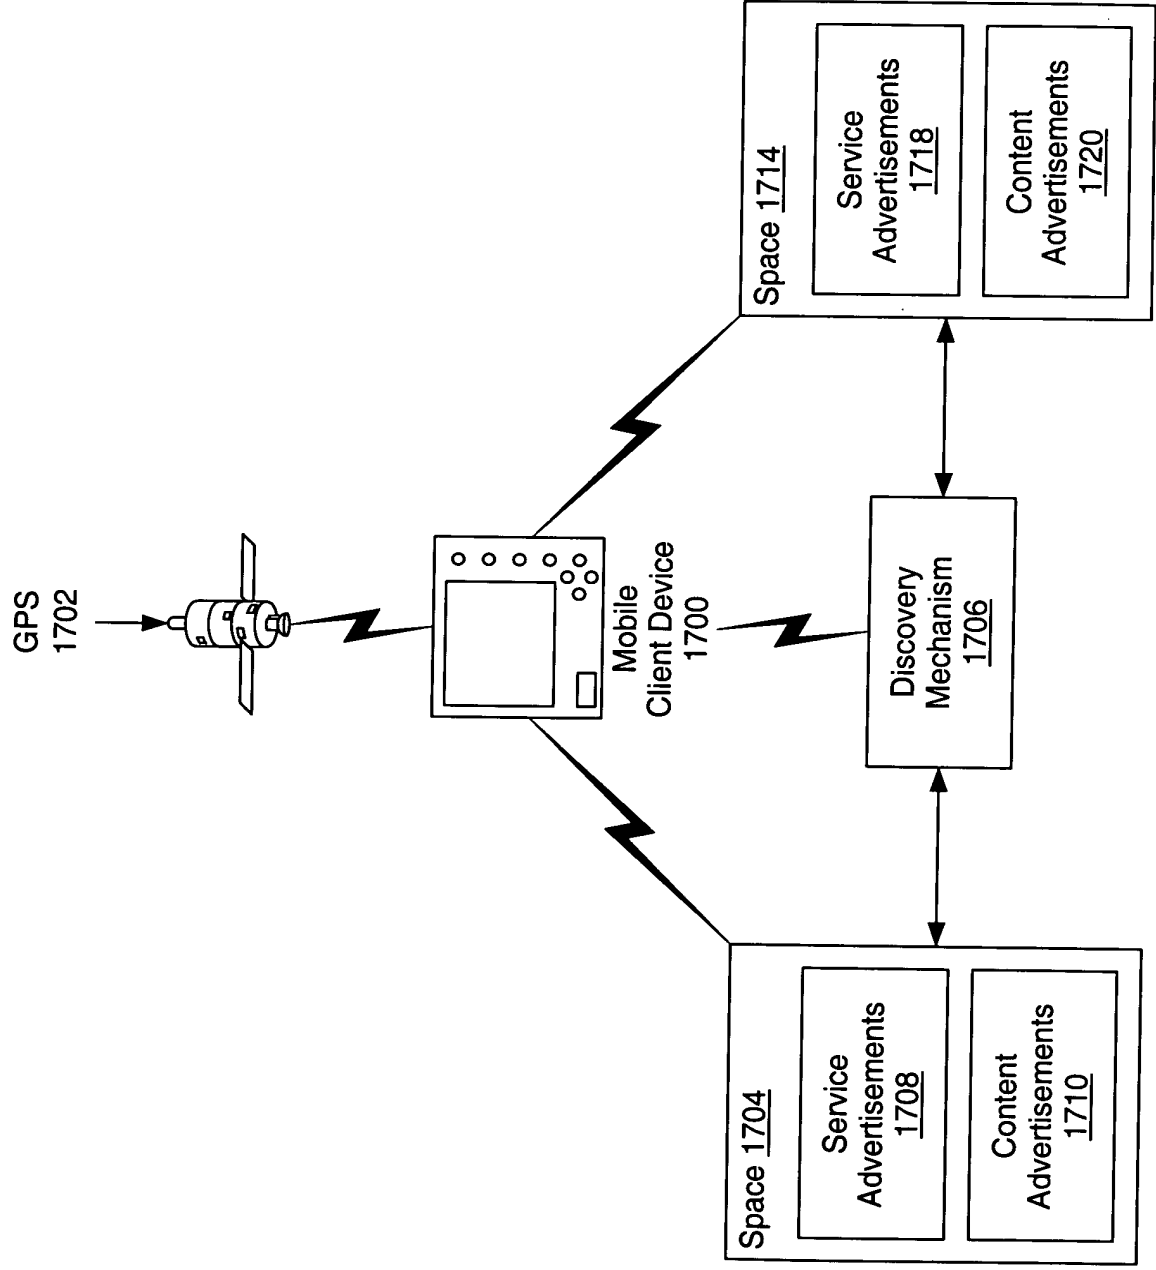 GPS
1702
Mobile
Client Device
1700
Space 1704
Service
Advertisements
1708
Content
Advertisements
1710
Discovery
Mechanism
1706
Space 1714
Service
Advertisements
1718
Content
Advertisements
1720